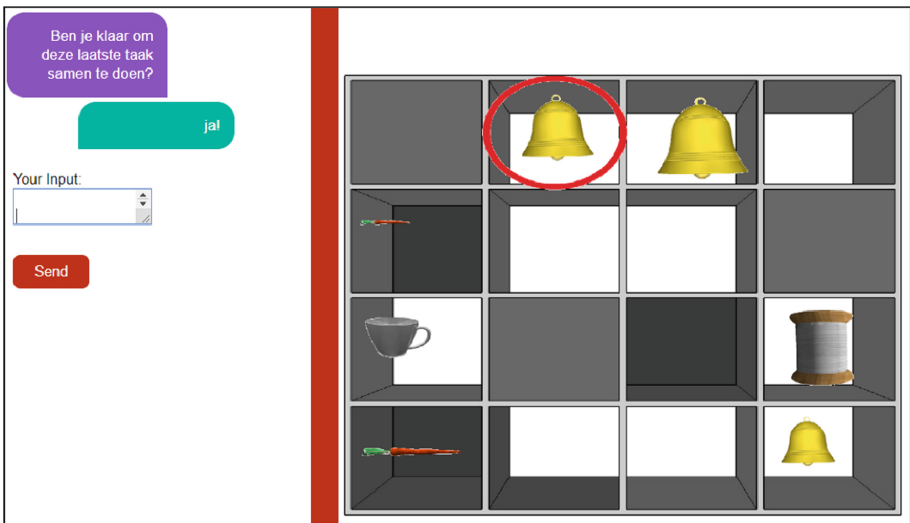 Ben je klaar om
deze laatste taak
samen te doen?
ja!
Your Input:
Send